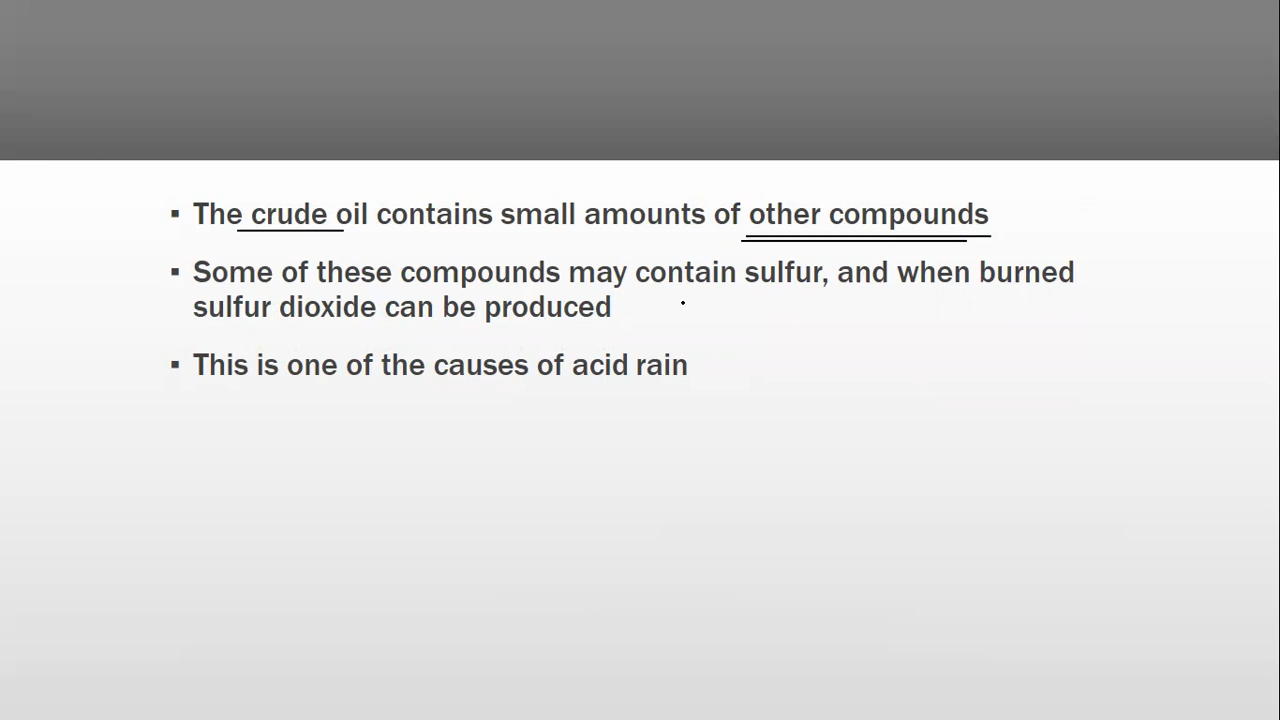 ▪ The crude oil contains small amounts of other compounds
▪ Some of these compounds may contain sulfur, and when burned
sulfur dioxide can be produced
▪ This is one of the causes of acid rain